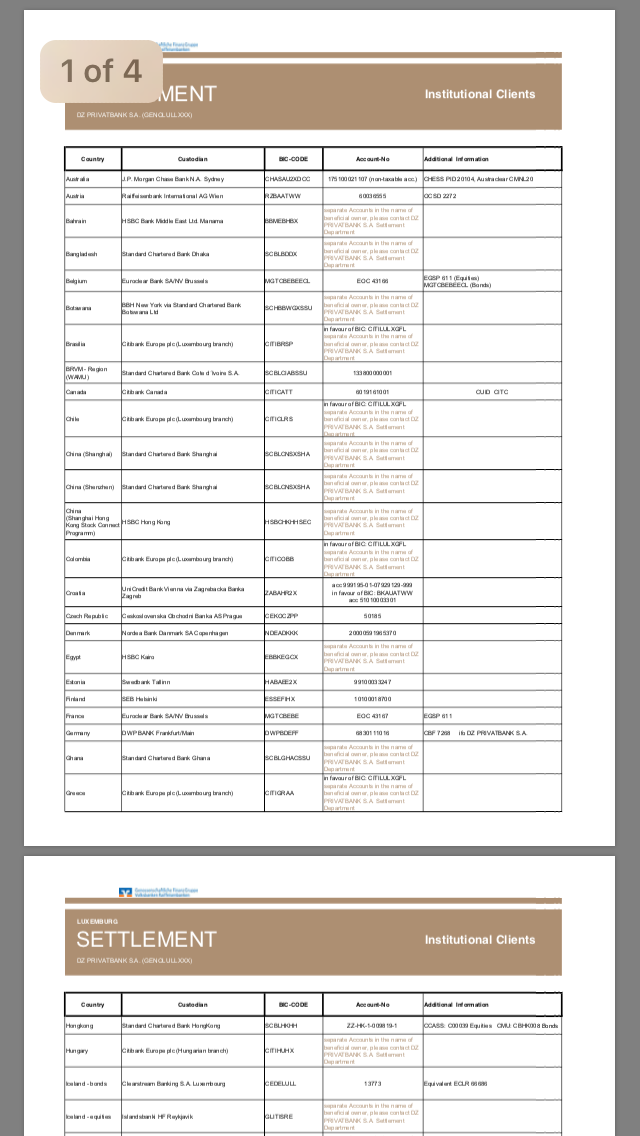 1 of 4
MENT
Institutional Clients
DZ PRIVATBANK S.A. (GENOLULLXXX)
Country Custodian BIC-CODE Account-No Additional Information
Australia J.P. Morgan Chase Bank N.A. Sydney CHASAU2XDCC 175100021107 (non-taxable acc.) CHESS PID 20104, Austraclear CMNL20
Austria Raiffeisenbank International AG Wien RZBAATWW 60036555 OCSD 2272
separate Accounts in the name of
Bahrain HSBC Bank Middle East Ltd. Manama BBMEBHBX beneficial owner, please contact DZ
PRIVATBANK S.A. Settlement
Department
separate Accounts in the name of
Bangladesh Standard Chartered Bank Dhaka SCBLBDDX beneficial owner, please contact DZ
PRIVATBANK S.A. Settlement
Department
Belgium Euroclear Bank SA/NV Brussels MGTCBEBEECL EOC 43166 EGSP 611 (Equities)
MGTCBEBEECL (Bonds)
separate Accounts in the name of
Botswana BBH New York via Standard Chartered Bank SCHBBWGXSSU beneficial owner, please contact DZ
Botswana Ltd PRIVATBANK S.A. Settlement
Department
in favour of BIC: CITILULXGFL
separate Accounts in the name of
Brasilia Citibank Europe plc (Luxembourg branch) CITIBRSP beneficial owner, please contact DZ
PRIVATBANK S.A. Settlement
Department
BRVM - Region
(WAMU) Standard Chartered Bank Cote d Ivoire S.A. SCBLCIABSSU 133800000001
Canada Citibank Canada CITICATT 6019161001 CUID CITC
in favour of BIC: CITILULXGFL
separate Accounts in the name of
Chile Citibank Europe plc (Luxembourg branch) CITICLRS beneficial owner, please contact DZ
PRIVATBANK S.A. Settlement
Department
separate Accounts in the name of
China (Shanghai) Standard Chartered Bank Shanghai SCBLCNSXSHA beneficial owner, please contact DZ
PRIVATBANK S.A. Settlement
Department
separate Accounts in the name of
China (Shenzhen) Standard Chartered Bank Shanghai SCBLCNSXSHA beneficial owner, please contact DZ
PRIVATBANK S.A. Settlement
Department
China separate Accounts in the name of
(Shanghai Hong HSBC Hong Kong HSBCHKHHSEC beneficial owner, please contact DZ
Kong Stock Connect PRIVATBANK S.A. Settlement
Programm) Department
in favour of BIC: CITILULXGFL
separate Accounts in the name of
Colombia Citibank Europe plc (Luxembourg branch) CITICOBB beneficial owner, please contact DZ
PRIVATBANK S.A. Settlement
Department
acc 999195-01-07929129-999
Croatia UniCredit Bank Vienna via Zagrebacka Banka ZABAHR2X in favour of BIC: BKAUATWW
Zagreb acc 51010003301
Czech Republic Ceskoslovenska Obchodni Banka AS Prague CEKOCZPP 50185
Denmark Nordea Bank Danmark SA Copenhagen NDEADKKK 20000591965370
separate Accounts in the name of
Egypt HSBC Kairo EBBKEGCX beneficial owner, please contact DZ
PRIVATBANK S.A. Settlement
Department
Estonia Swedbank Tallinn HABAEE2X 99100033247
Finland SEB Helsinki ESSEFIHX 10100018700
France Euroclear Bank SA/NV Brussels MGTCBEBE EOC 43167 EGSP 611
Germany DWPBANK Frankfurt/Main DWPBDEFF 6830111016 CBF 7268 ifo DZ PRIVATBANK S.A.
separate Accounts in the name of
Ghana Standard Chartered Bank Ghana SCBLGHACSSU beneficial owner, please contact DZ
PRIVATBANK S.A. Settlement
Department
in favour of BIC: CITILULXGFL
separate Accounts in the name of
Greece Citibank Europe plc (Luxembourg branch) CITIGRAA beneficial owner, please contact DZ
PRIVATBANK S.A. Settlement
Department
LUXEMBURG
SETTLEMENT
Institutional Clients
DZ PRIVATBANK S.A. (GENOLULLXXX)
Country Custodian BIC-CODE Account-No Additional Information
Hongkong Standard Chartered Bank HongKong SCBLHKHH ZZ-HK-1-009819-1 CCASS: C00039 Equities CMU: CBHK008 Bonds
separate Accounts in the name of
Hungary Citibank Europe plc (Hungarian branch) CITIHUHX beneficial owner, please contact DZ
PRIVATBANK S.A. Settlement
Department
Iceland - bonds Clearstream Banking S.A. Luxembourg CEDELULL 13773 Equivalent ECLR 66686
separate Accounts in the name of
Iceland - equities Islandsbank HF Reykjavik GLITISRE beneficial owner, please contact DZ
PRIVATBANK S.A. Settlement
Department